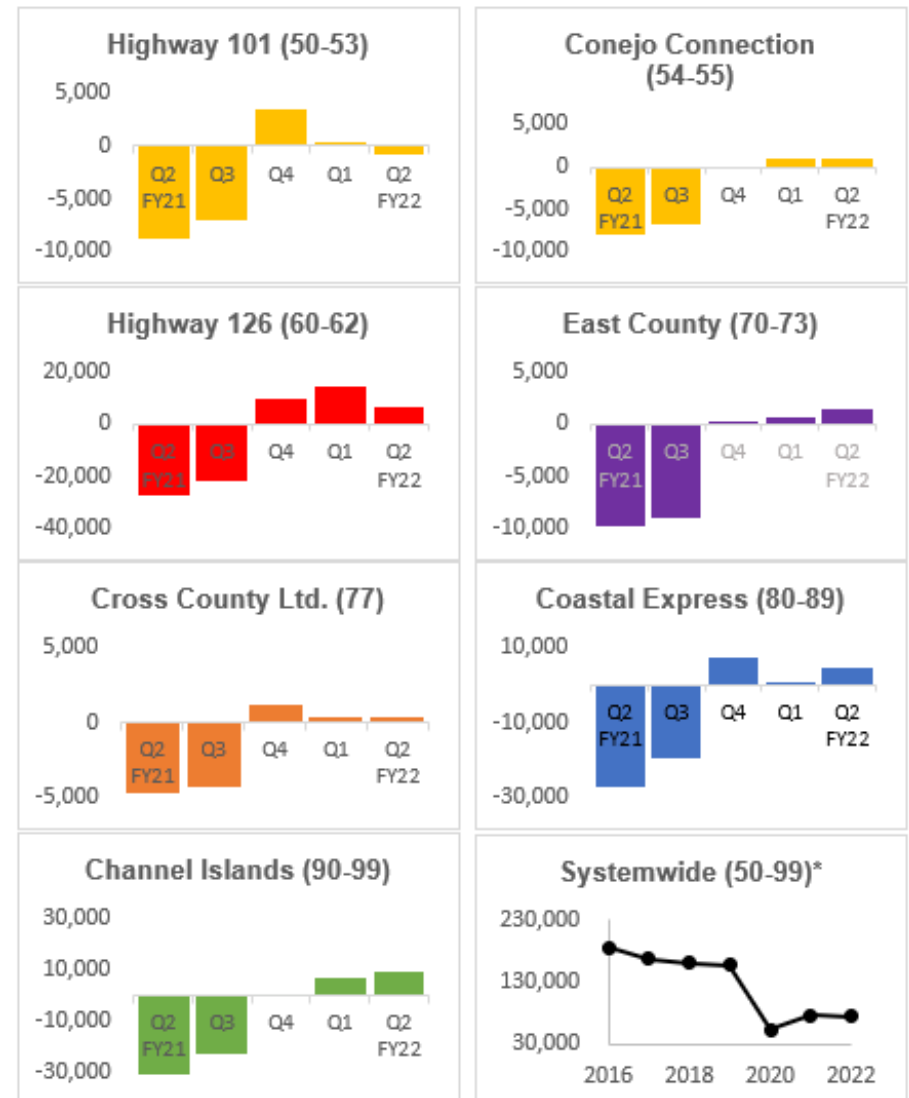 Highway 101 (50-53)
5,000
0
-5,000
-10,000
Q2 Q3 Q4 Q1 Q2
FY21 FY22
Conejo Connection
(54-55)
5,000
0
-5,000
-10,000
Q2 Q3 Q4 Q1 Q2
FY21 FY22
Highway 126 (60-62)
20,000
0
-20,000
-40,000
Q2 Q3 Q4 Q1 Q2
FY21 FY22
East County (70-73)
5,000
0
-5,000
-10,000
Q2 Q3 Q4 Q1 Q2
FY21 FY22
Cross County Ltd. (77)
5,000
0
-5,000
Q2 Q3 Q4 Q1 Q2
FY21 FY22
Coastal Express (80-89)
10,000
-10,000
-30,000
Q2 Q3 Q4 Q1 Q2
FY21 FY22
Channel Islands (90-99)
30,000
10,000
-10,000
-30,000
Q2 Q3 Q4 Q1 Q2
FY21 FY22
Systemwide (50-99)*
230,000
130,000
30,000
2016 2018 2020 2022